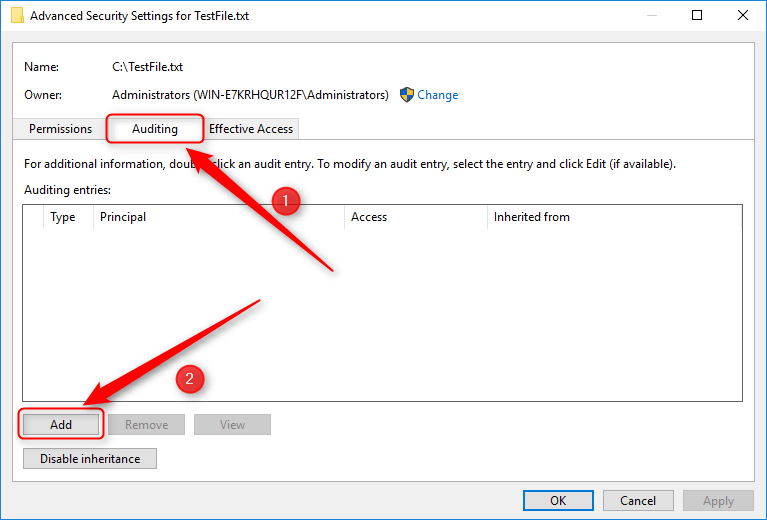 Advanced Security Settings for TestFile.txt
Name: C:\TestFile.txt
Owner: Administrators (WIN-E7KRHQUR12F\Administrators) Change
Permissions Auditing Effective Access
For additional information, double click an audit entry. To modify an audit entry, select the entry and click Edit (if available).
Auditing entries:
1
Type Principal Access Inherited from
2
Add Remove View
Disable inheritance
OK Cancel Apply